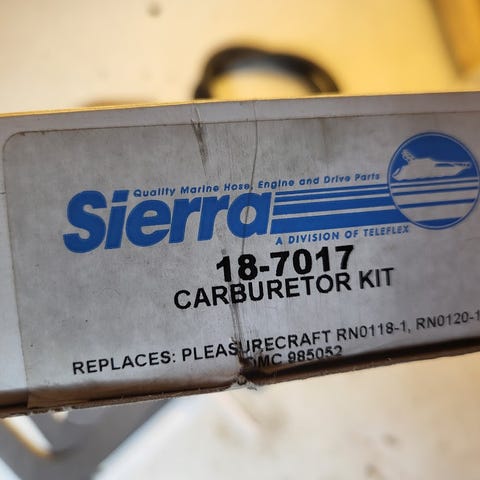 Quality Marine Hose, Engine and Drive Parts
Sierra
A DIVISION OF TELEFLEX
18-7017
CARBURETOR KIT
REPLACES: PLEASURECRAFT RN0118-1, RN0120-1
OMC 985052